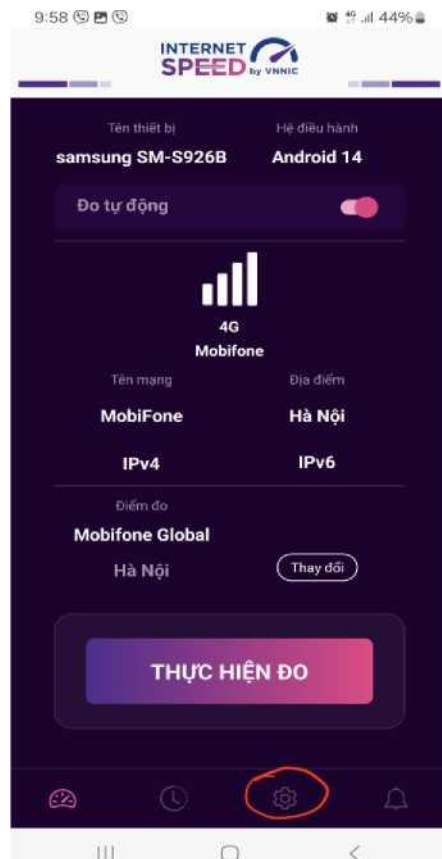 9:58
4G 44%
INTERNET
SPEED by VNNIC
Tên thiết bị Hệ điều hành
samsung SM-S926B Android 14
Đo tự động
4G
Mobifone
Tên mạng Địa điểm
MobiFone Hà Nội
IPv4 IPv6
Điểm đo
Mobifone Global
Hà Nội Thay đổi
THỰC HIỆN ĐO